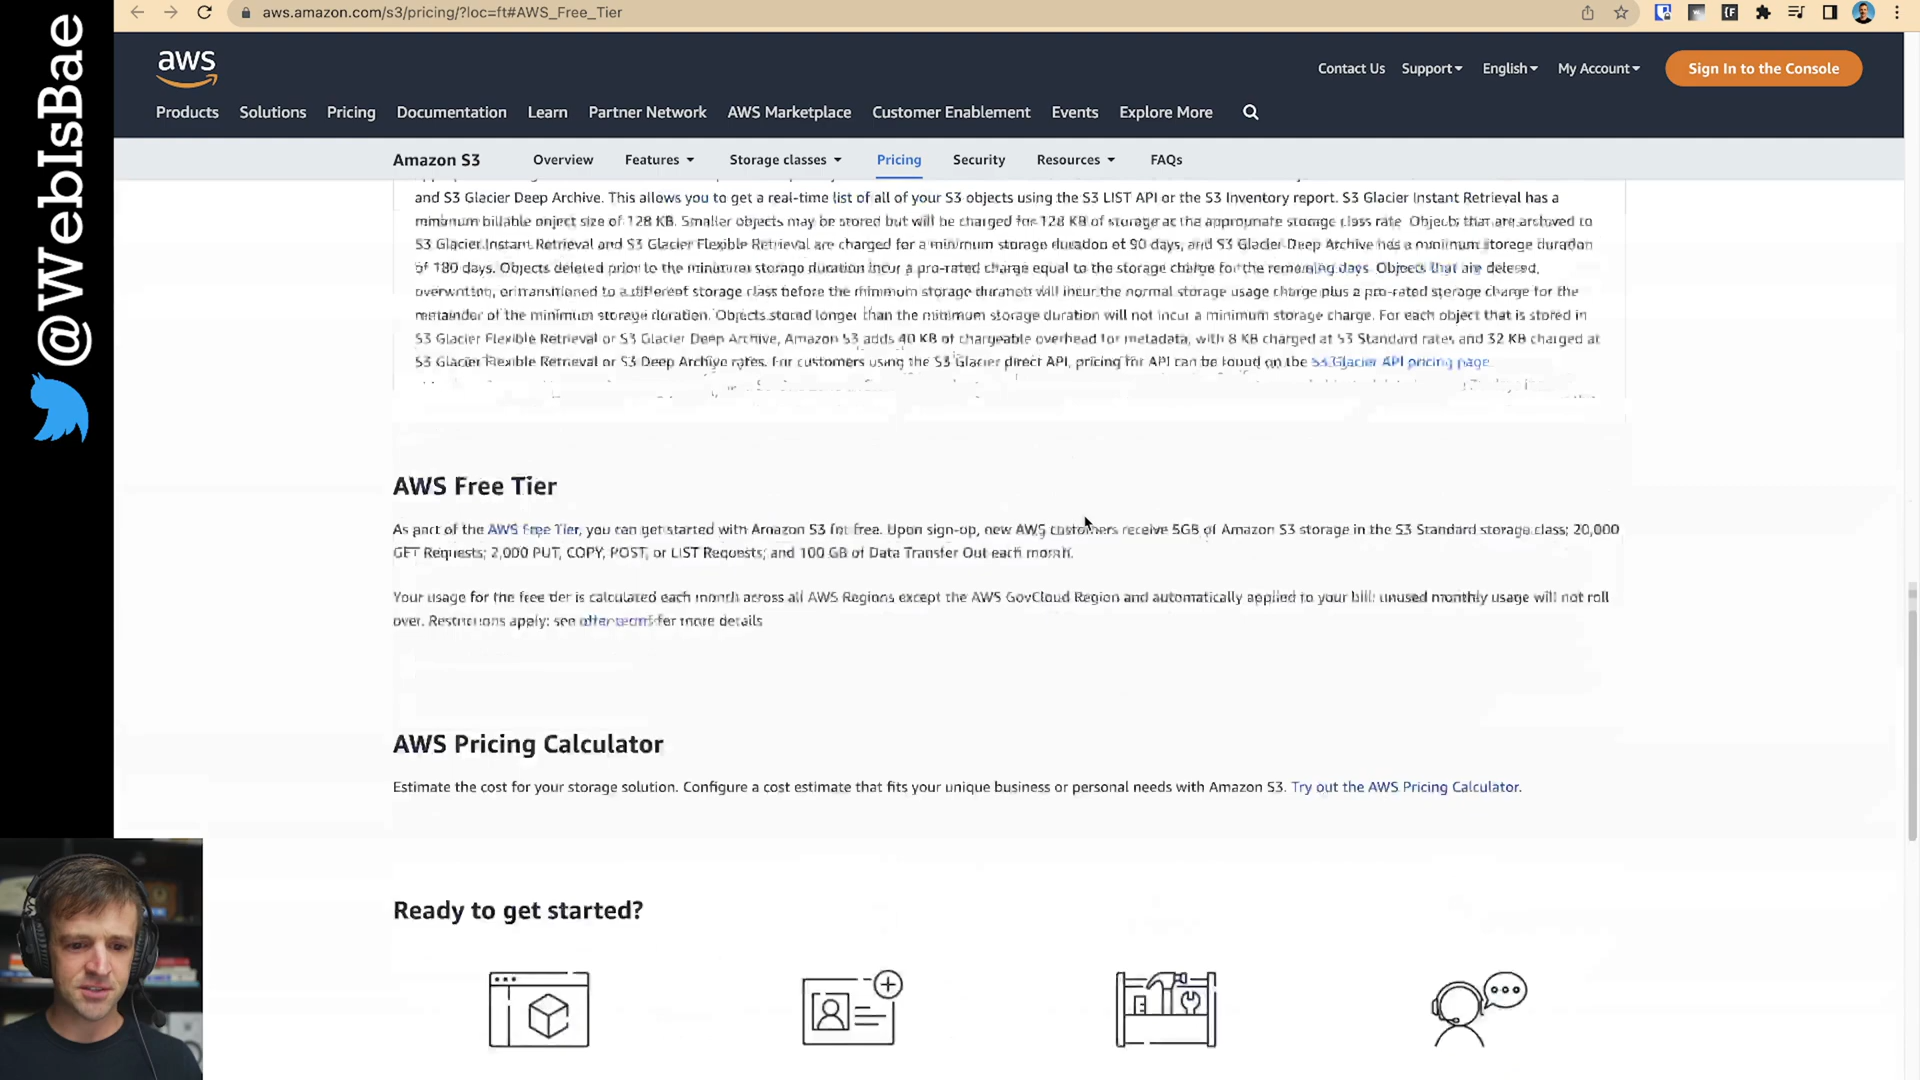 aws.amazon.com/s3/pricing/?loc=ft#AWS_Free_Tier
@WebIsBae
aws
Contact Us Support English My Account Sign In to the Console
Products Solutions Pricing Documentation Learn Partner Network AWS Marketplace Customer Enablement Events Explore More
Amazon S3 Overview Features Storage classes Pricing Security Resources FAQs
and S3 Glacier Deep Archive. This allows you to get a real-time list of all of your S3 objects using the S3 LIST API or the S3 Inventory report. S3 Glacier Instant Retrieval has a
minimum billable object size of 128 KB. Smaller objects may be stored but will be charged for 128 KB of storage at the appropriate storage class rate. Objects that are archived to
S3 Glacier Instant Retrieval and S3 Glacier Flexible Retrieval are charged for a minimum storage duration of 90 days, and S3 Glacier Deep Archive has a minimum storage duration
of 180 days. Objects deleted prior to the minimum storage duration incur a pro-rated charge equal to the storage charge for the remaining days. Objects that are deleted,
overwritten, or transitioned to a different storage class before the minimum storage duration will incur the normal storage usage charge plus a pro-rated storage charge for the
remainder of the minimum storage duration. Objects stored longer than the minimum storage duration will not incur a minimum storage charge. For each object that is stored in
S3 Glacier Flexible Retrieval or S3 Glacier Deep Archive, Amazon S3 adds 40 KB of chargeable overhead for metadata, with 8 KB charged at S3 Standard rates and 32 KB charged at
S3 Glacier Flexible Retrieval or S3 Deep Archive rates. For customers using the S3 Glacier direct API, pricing for API can be found on the S3 Glacier API pricing page
AWS Free Tier
As part of the AWS Free Tier, you can get started with Amazon S3 for free. Upon sign-up, new AWS customers receive 5GB of Amazon S3 storage in the S3 Standard storage class; 20,000
GET Requests; 2,000 PUT, COPY, POST, or LIST Requests; and 100 GB of Data Transfer Out each month.
Your usage for the free tier is calculated each month across all AWS Regions except the AWS GovCloud Region and automatically applied to your bill; unused monthly usage will not roll
over. Restrictions apply; see offer terms for more details
AWS Pricing Calculator
Estimate the cost for your storage solution. Configure a cost estimate that fits your unique business or personal needs with Amazon S3. Try out the AWS Pricing Calculator.
Ready to get started?